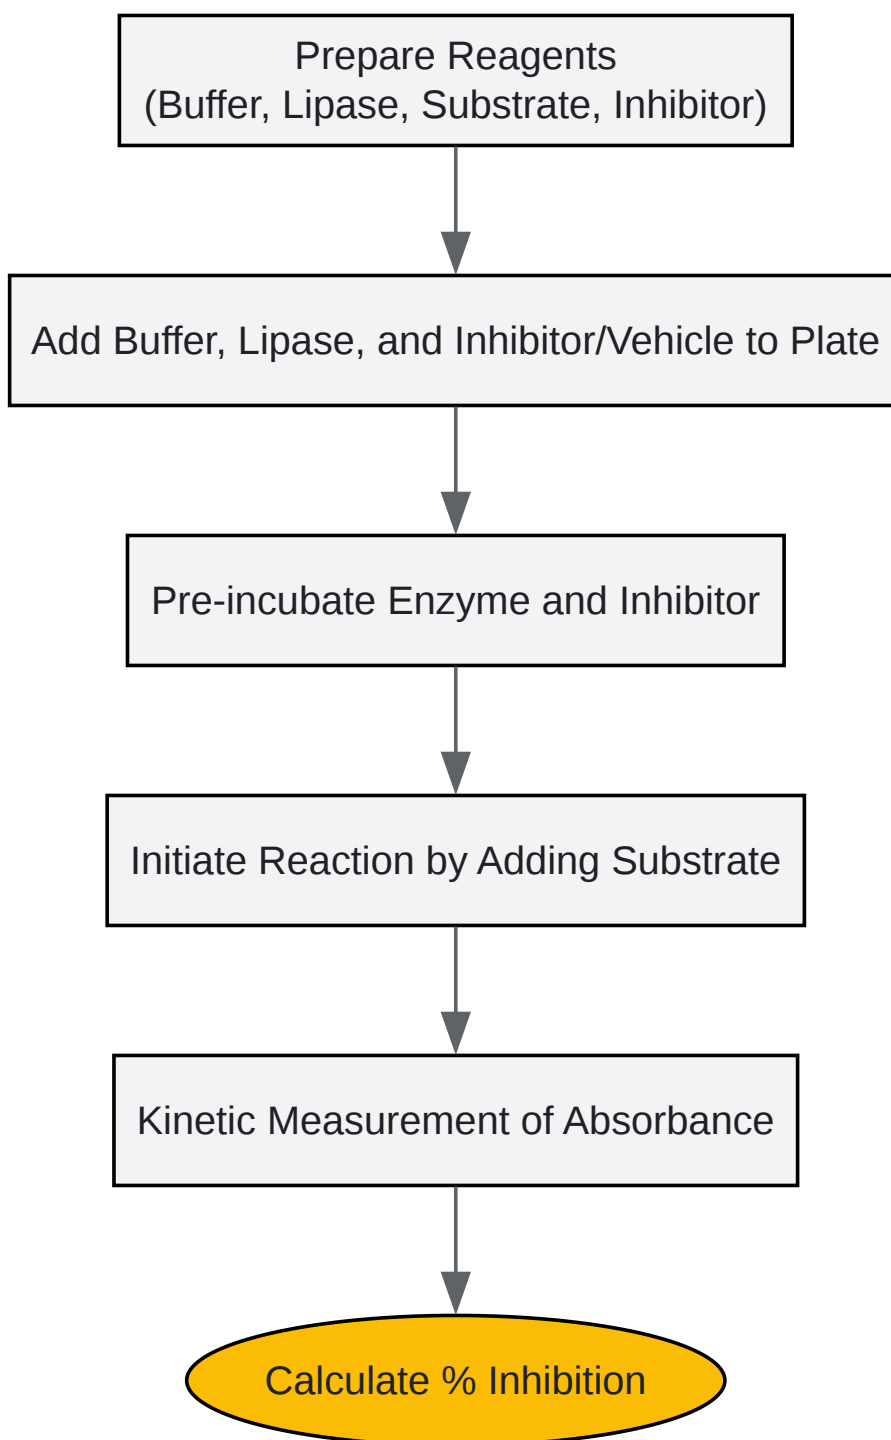 Prepare Reagents
(Buffer, Lipase, Substrate, Inhibitor)
Add Buffer, Lipase, and Inhibitor/Vehicle to Plate
Pre-incubate Enzyme and Inhibitor
Initiate Reaction by Adding Substrate
Kinetic Measurement of Absorbance
Calculate % Inhibition